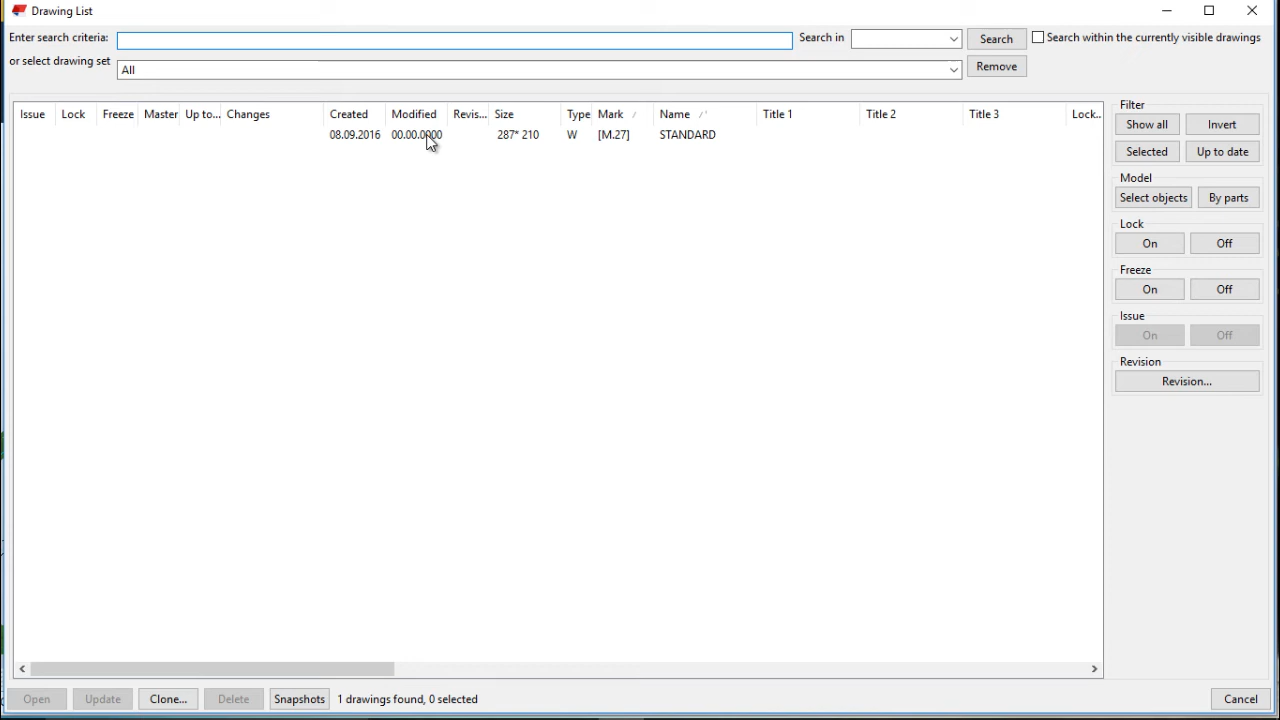 Drawing List
Enter search criteria: Search in Search Search within the currently visible drawings
or select drawing set All Remove
Issue Lock Freeze Master Up to... Changes Created Modified Revis... Size Type Mark Name Title 1 Title 2 Title 3 Lock..
08.09.2016 00.00.0000 287* 210 W [M.27] STANDARD
Filter
Show all Invert
Selected Up to date
Model
Select objects By parts
Lock
On Off
Freeze
On Off
Issue
On Off
Revision
Revision...
Open Update Clone... Delete Snapshots 1 drawings found, 0 selected Cancel